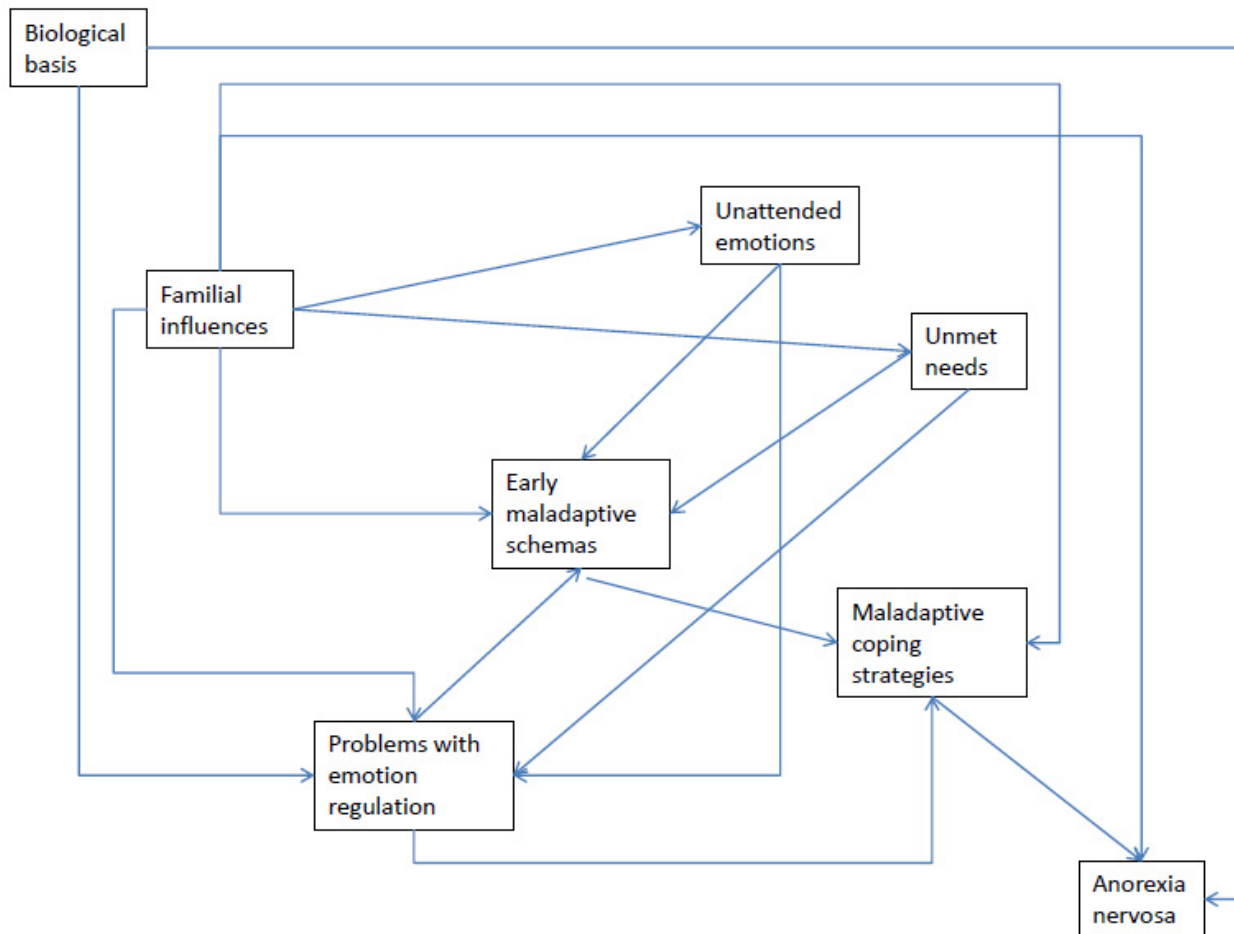 Biological
basis
Unattended
emotions
Familial
influences
Unmet
needs
Early
maladaptive
schemas
Maladaptive
coping
strategies
Problems with
emotion
regulation
Anorexia
nervosa